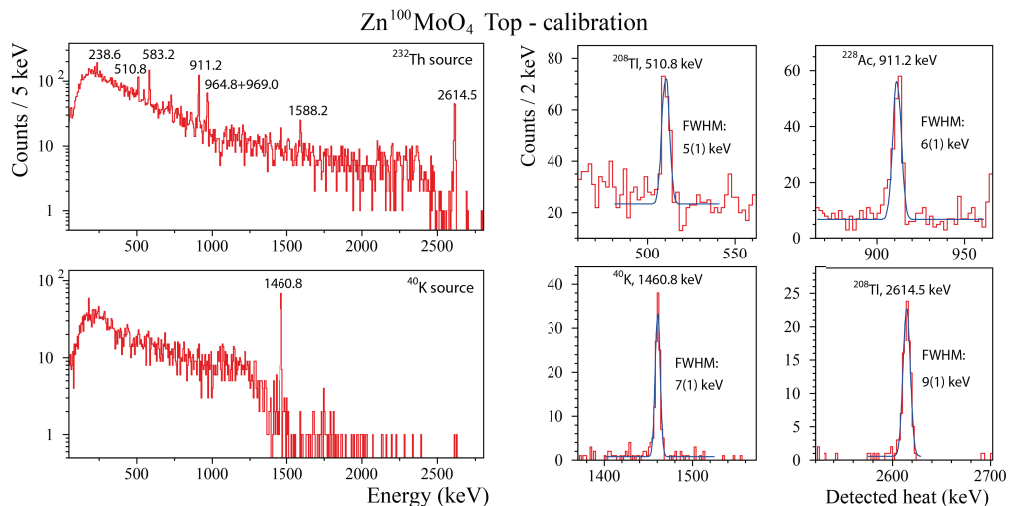 Zn¹⁰⁰MoO₄ Top - calibration
Counts / 5 keV
10²
10
1
238.6
510.8
583.2
911.2
964.8+969.0
1588.2
2614.5
²³²Th source
500 1000 1500 2000 2500
10²
10
1
1460.8
⁴⁰K source
500 1000 1500 2000 2500
Energy (keV)
Counts / 2 keV
80
60
40
20
²⁰⁸Tl, 510.8 keV
FWHM:
5(1) keV
500 550
60
40
20
0
²²⁸Ac, 911.2 keV
FWHM:
6(1) keV
900 950
40
30
20
10
0
⁴⁰K, 1460.8 keV
FWHM:
7(1) keV
1400 1500
25
20
15
10
5
0
²⁰⁸Tl, 2614.5 keV
FWHM:
9(1) keV
2600 2700
Detected heat (keV)